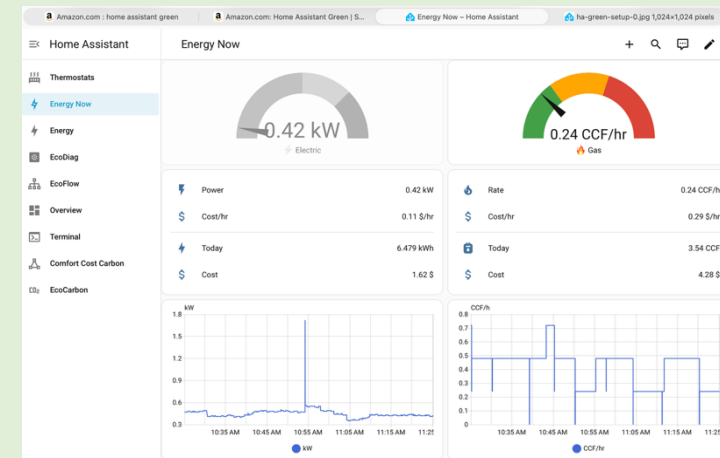 Amazon.com : home assistant green
Amazon.com: Home Assistant Green | S...
Energy Now – Home Assistant
ha-green-setup-0.jpg 1,024×1,024 pixels
Home Assistant
Energy Now
Thermostats
Energy Now
Energy
EcoDiag
EcoFlow
Overview
Terminal
Comfort Cost Carbon
CO₂ EcoCarbon
0.42 kW
Electric
0.24 CCF/hr
Gas
Power 0.42 kW
Cost/hr 0.11 $/hr
Today 6.479 kWh
Cost 1.62 $
Rate 0.24 CCF/h
Cost/hr 0.29 $/hr
Today 3.54 CCF
Cost 4.28 $
kW
1.8
1.5
1.2
0.9
0.6
0.3
10:35 AM 10:45 AM 10:55 AM 11:05 AM 11:15 AM 11:25
kW
CCF/h
0.8
0.7
0.6
0.5
0.4
0.3
0.2
0.1
0
10:35 AM 10:45 AM 10:55 AM 11:05 AM 11:15 AM 11:25
CCF/hr